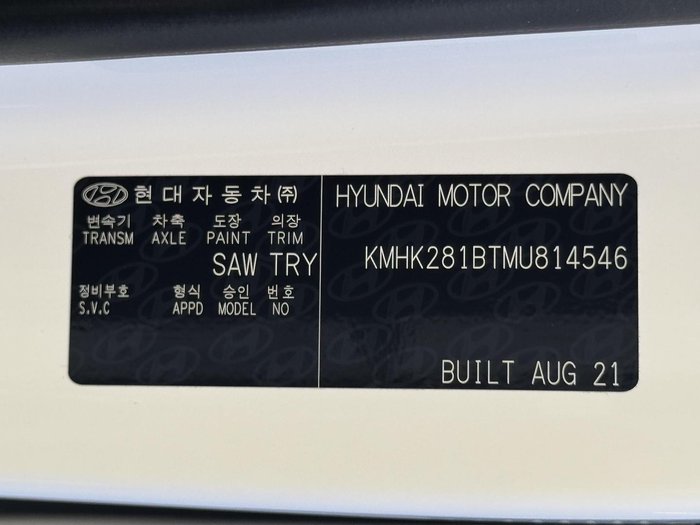 현대자동차㈜
변속기 차축 도장 의장
TRANSM AXLE PAINT TRIM
SAW TRY
정비부호 형식 승인 번호
S.V.C APPD MODEL NO
HYUNDAI MOTOR COMPANY
KMHK281BTMU814546
BUILT AUG 21